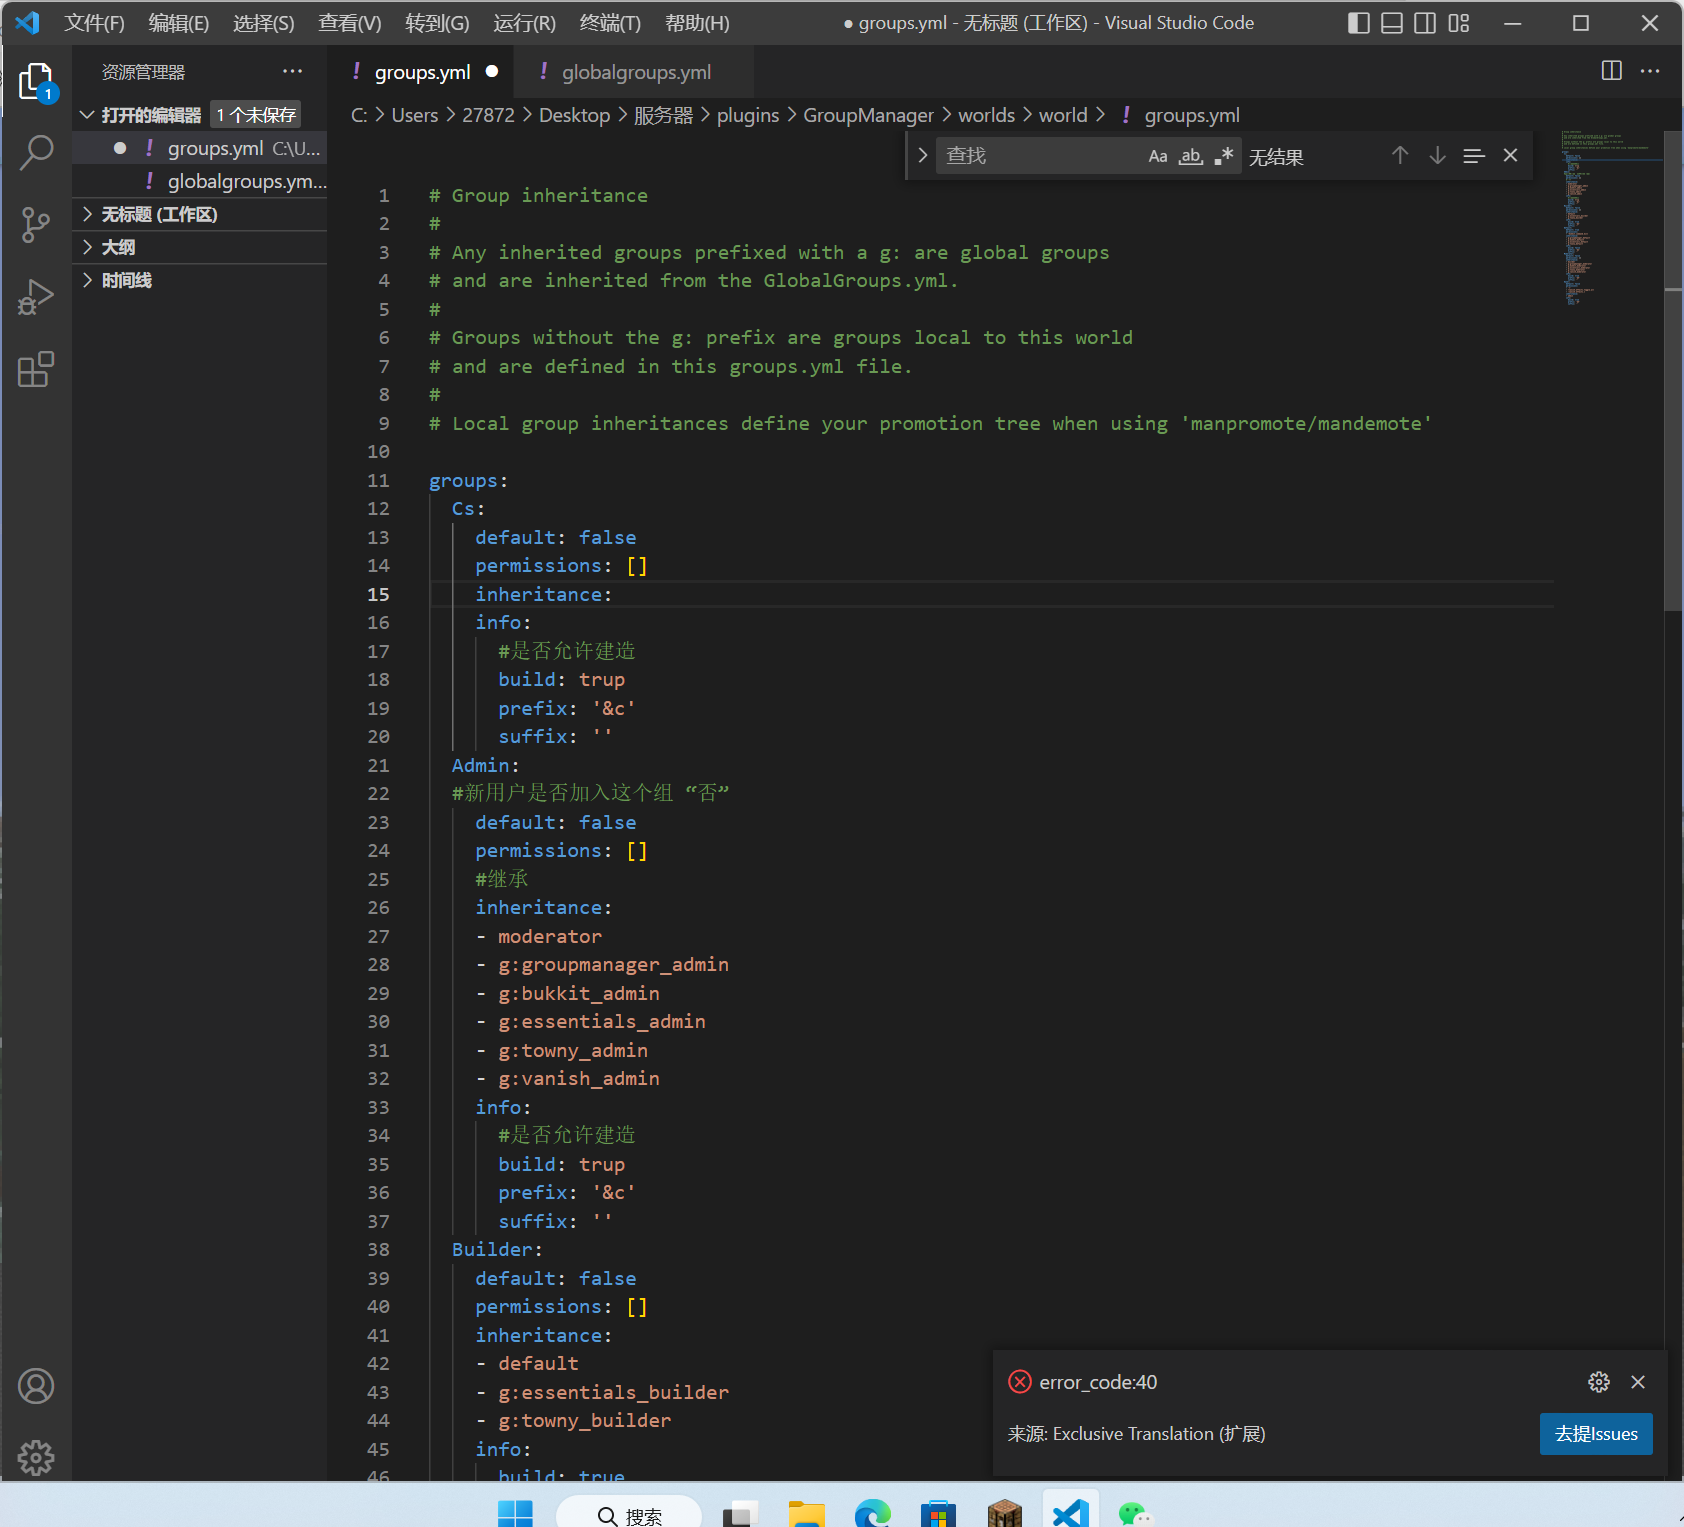 文件(F) 编辑(E) 选择(S) 查看(V) 转到(G) 运行(R) 终端(T) 帮助(H) ● groups.yml - 无标题 (工作区) - Visual Studio Code
资源管理器 ···
! groups.yml ●
! globalgroups.yml
1
打开的编辑器 1 个未保存
● ! groups.yml C:\U...
! globalgroups.ym...
无标题 (工作区)
大纲
时间线
C: > Users > 27872 > Desktop > 服务器 > plugins > GroupManager > worlds > world > ! groups.yml
查找 Aa ab .* 无结果
1 # Group inheritance
2 #
3 # Any inherited groups prefixed with a g: are global groups
4 # and are inherited from the GlobalGroups.yml.
5 #
6 # Groups without the g: prefix are groups local to this world
7 # and are defined in this groups.yml file.
8 #
9 # Local group inheritances define your promotion tree when using 'manpromote/mandemote'
10
11 groups:
12 Cs:
13 default: false
14 permissions: []
15 inheritance:
16 info:
17 #是否允许建造
18 build: trup
19 prefix: '&c'
20 suffix: ''
21 Admin:
22 #新用户是否加入这个组 “否”
23 default: false
24 permissions: []
25 #继承
26 inheritance:
27 - moderator
28 - g:groupmanager_admin
29 - g:bukkit_admin
30 - g:essentials_admin
31 - g:towny_admin
32 - g:vanish_admin
33 info:
34 #是否允许建造
35 build: trup
36 prefix: '&c'
37 suffix: ''
38 Builder:
39 default: false
40 permissions: []
41 inheritance:
42 - default
43 - g:essentials_builder
44 - g:towny_builder
45 info:
46 build: true
error_code:40
来源: Exclusive Translation (扩展)
去提Issues
搜索